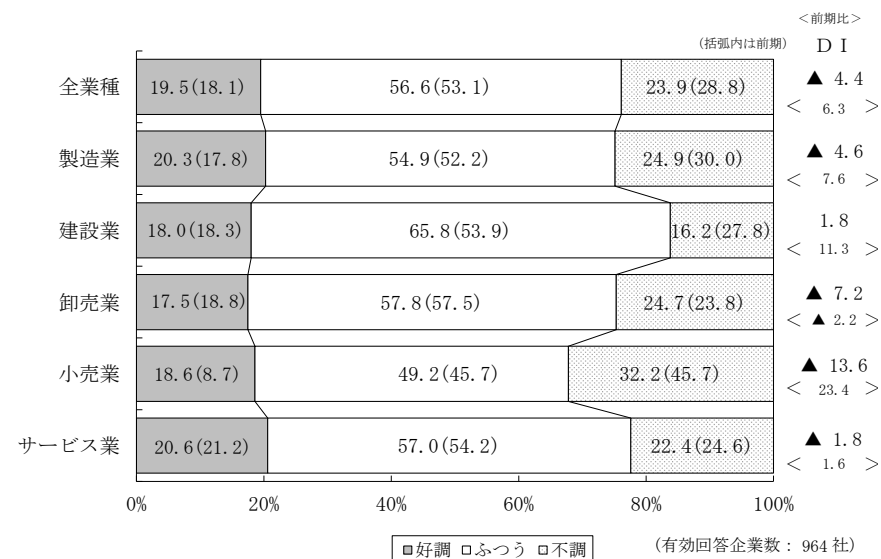 <前期比>
(括弧内は前期) ＤＩ
全業種 19.5(18.1) 56.6(53.1) 23.9(28.8) ▲ 4.4
< 6.3 >
製造業 20.3(17.8) 54.9(52.2) 24.9(30.0) ▲ 4.6
< 7.6 >
建設業 18.0(18.3) 65.8(53.9) 16.2(27.8) 1.8
< 11.3 >
卸売業 17.5(18.8) 57.8(57.5) 24.7(23.8) ▲ 7.2
< ▲ 2.2 >
小売業 18.6(8.7) 49.2(45.7) 32.2(45.7) ▲ 13.6
< 23.4 >
サービス業 20.6(21.2) 57.0(54.2) 22.4(24.6) ▲ 1.8
< 1.6 >
0% 20% 40% 60% 80% 100%
好調 ふつう 不調 (有効回答企業数：964社)